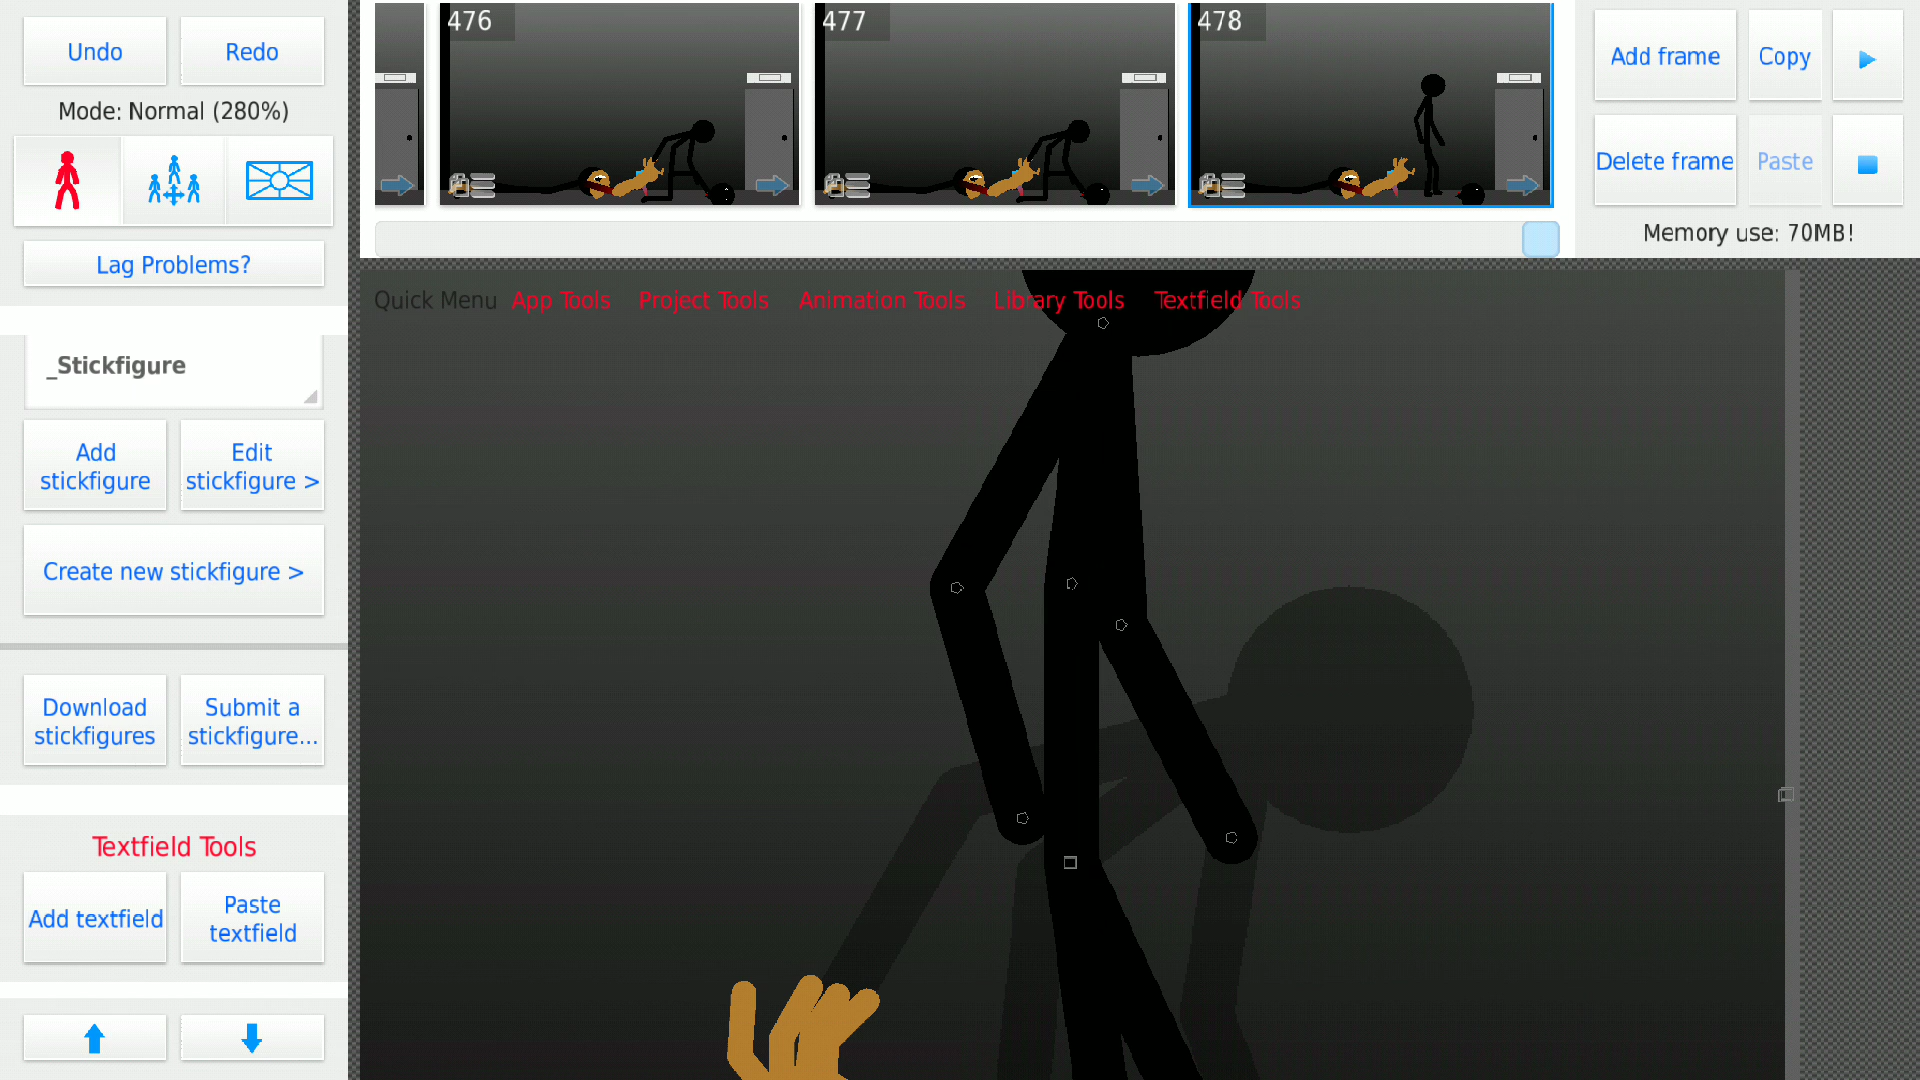 Undo
Redo
Mode: Normal (280%)
Lag Problems?
_Stickfigure
Add stickfigure
Edit stickfigure >
Create new stickfigure >
Download stickfigures
Submit a stickfigure...
Textfield Tools
Add textfield
Paste textfield
476
477
478
Add frame
Copy
Delete frame
Paste
Memory use: 70MB!
Quick Menu App Tools Project Tools Animation Tools Library Tools Textfield Tools